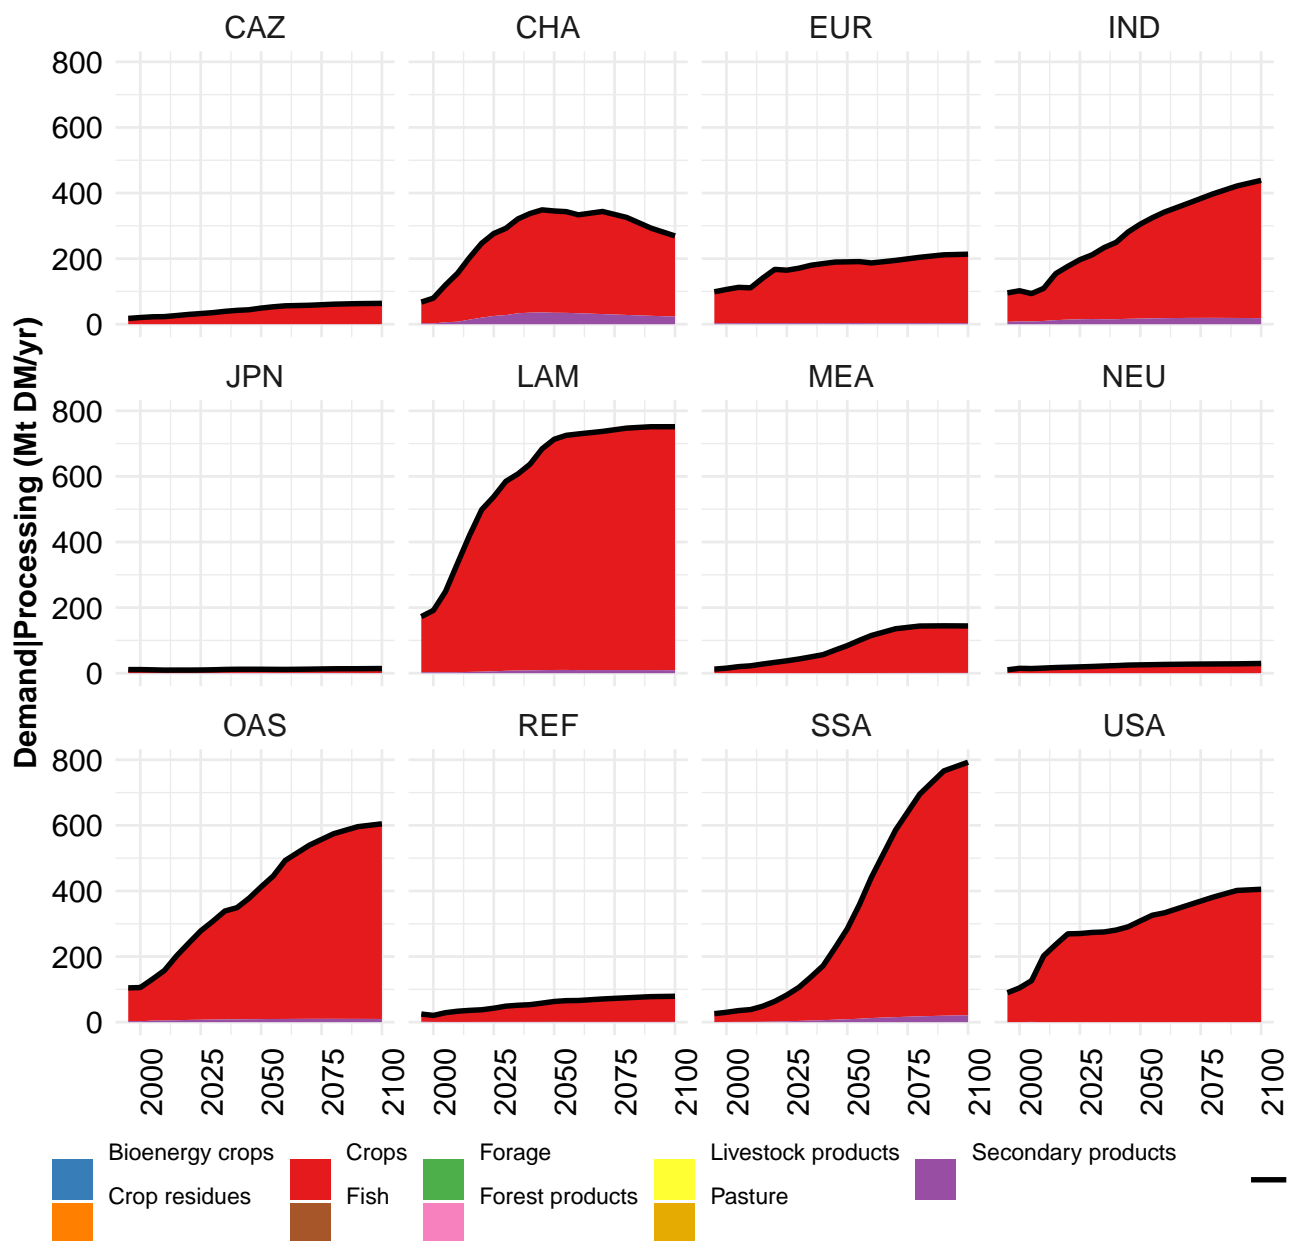 CAZ CHA EUR IND
800
600
400
200
0
JPN LAM MEA NEU
800
600
400
200
0
OAS REF SSA USA
800
600
400
200
0
Demand|Processing (Mt DM/yr)
2000 2025 2050 2075 2100 2000 2025 2050 2075 2100 2000 2025 2050 2075 2100 2000 2025 2050 2075 2100
Bioenergy crops Crops Forage Livestock products Secondary products
Crop residues Fish Forest products Pasture